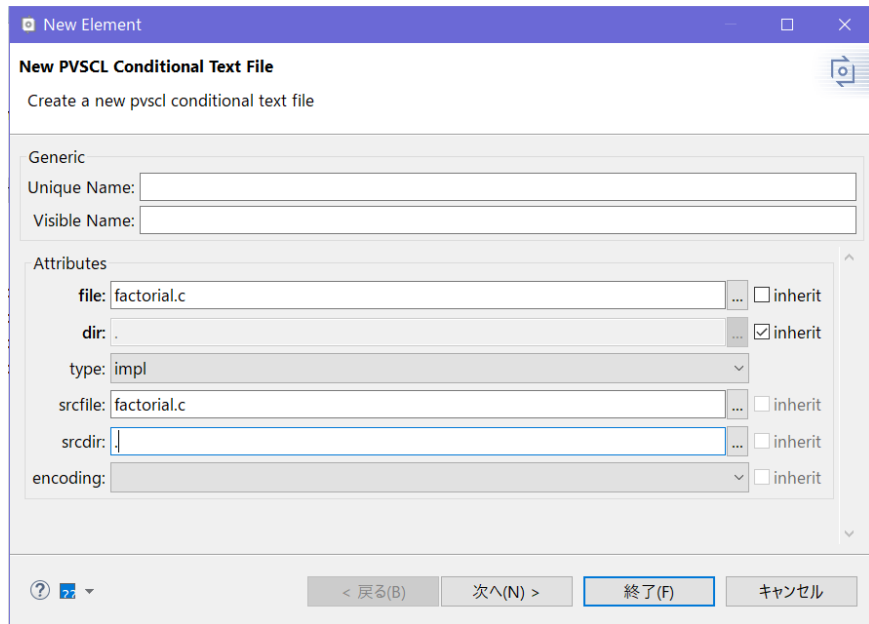 New Element
New PVSCL Conditional Text File
Create a new pvscl conditional text file
Generic
Unique Name:
Visible Name:
Attributes
file: factorial.c ... inherit
dir: . ... inherit
type: impl
srcfile: factorial.c ... inherit
srcdir: . ... inherit
encoding: inherit
< 戻る(B) 次へ(N) > 終了(F) キャンセル